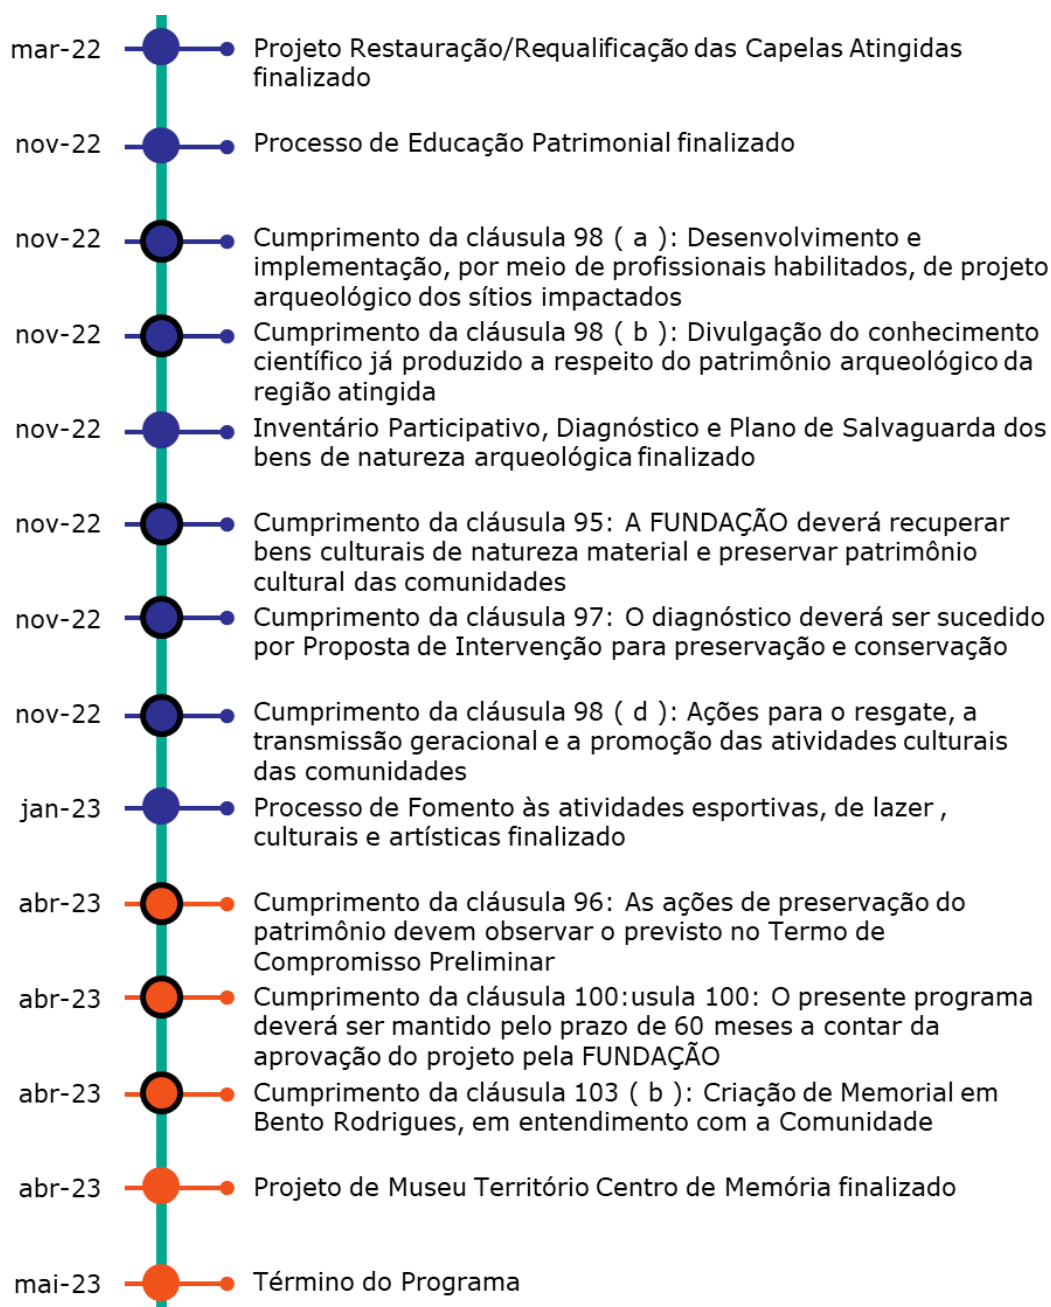 mar-22 Projeto Restauração/Requalificação das Capelas Atingidas
finalizado
nov-22 Processo de Educação Patrimonial finalizado
nov-22 Cumprimento da cláusula 98 ( a ): Desenvolvimento e
implementação, por meio de profissionais habilitados, de projeto
arqueológico dos sítios impactados
nov-22 Cumprimento da cláusula 98 ( b ): Divulgação do conhecimento
científico já produzido a respeito do patrimônio arqueológico da
região atingida
nov-22 Inventário Participativo, Diagnóstico e Plano de Salvaguarda dos
bens de natureza arqueológica finalizado
nov-22 Cumprimento da cláusula 95: A FUNDAÇÃO deverá recuperar
bens culturais de natureza material e preservar patrimônio
cultural das comunidades
nov-22 Cumprimento da cláusula 97: O diagnóstico deverá ser sucedido
por Proposta de Intervenção para preservação e conservação
nov-22 Cumprimento da cláusula 98 ( d ): Ações para o resgate, a
transmissão geracional e a promoção das atividades culturais
das comunidades
jan-23 Processo de Fomento às atividades esportivas, de lazer ,
culturais e artísticas finalizado
abr-23 Cumprimento da cláusula 96: As ações de preservação do
patrimônio devem observar o previsto no Termo de
Compromisso Preliminar
abr-23 Cumprimento da cláusula 100:usula 100: O presente programa
deverá ser mantido pelo prazo de 60 meses a contar da
aprovação do projeto pela FUNDAÇÃO
abr-23 Cumprimento da cláusula 103 ( b ): Criação de Memorial em
Bento Rodrigues, em entendimento com a Comunidade
abr-23 Projeto de Museu Território Centro de Memória finalizado
mai-23 Término do Programa